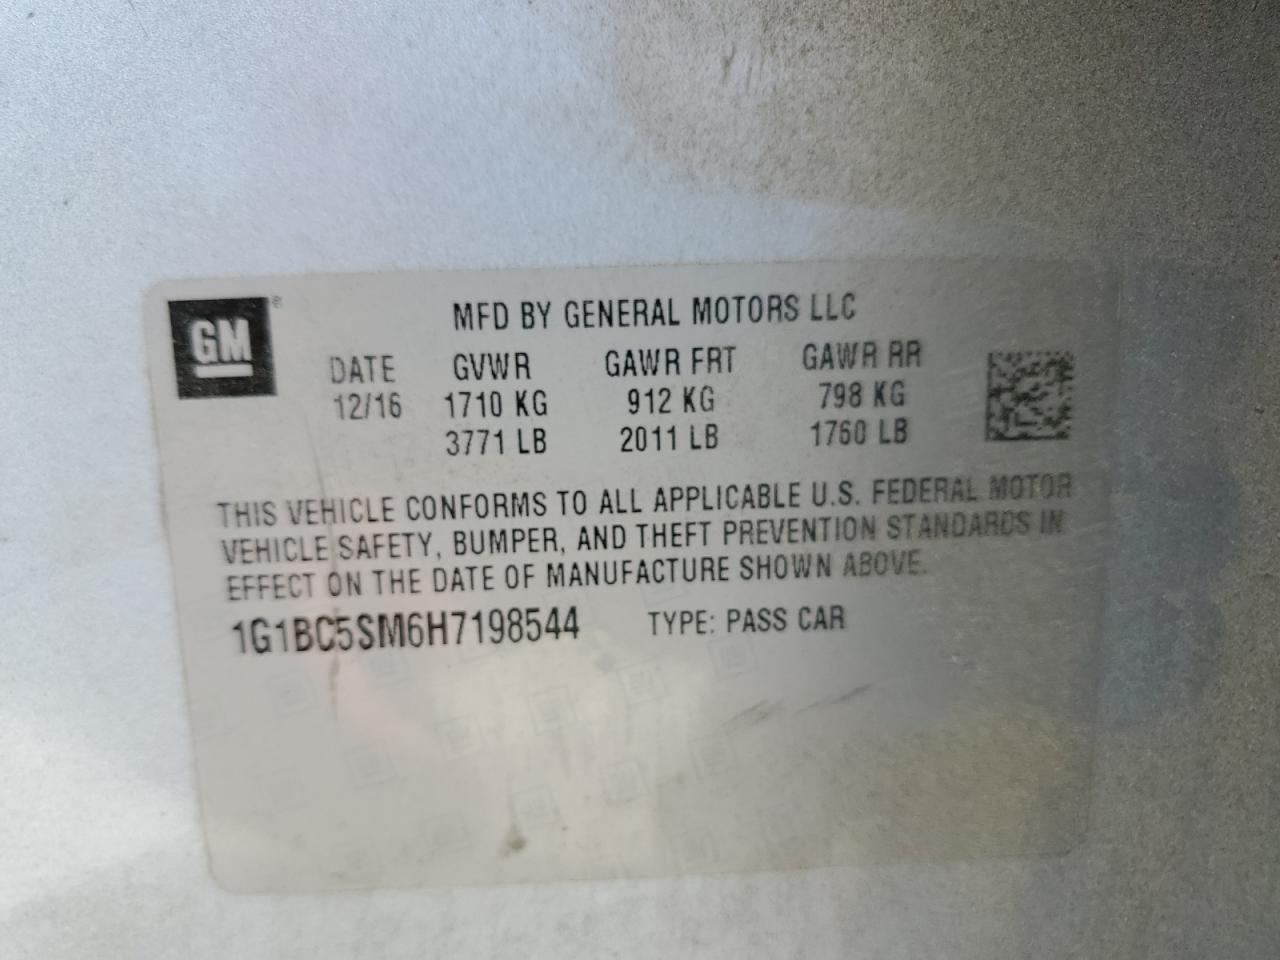 GM
MFD BY GENERAL MOTORS LLC
DATE GVWR GAWR FRT GAWR RR
12/16 1710 KG 912 KG 798 KG
3771 LB 2011 LB 1760 LB
THIS VEHICLE CONFORMS TO ALL APPLICABLE U.S. FEDERAL MOTOR
VEHICLE SAFETY, BUMPER, AND THEFT PREVENTION STANDARDS IN
EFFECT ON THE DATE OF MANUFACTURE SHOWN ABOVE.
1G1BC5SM6H7198544 TYPE: PASS CAR